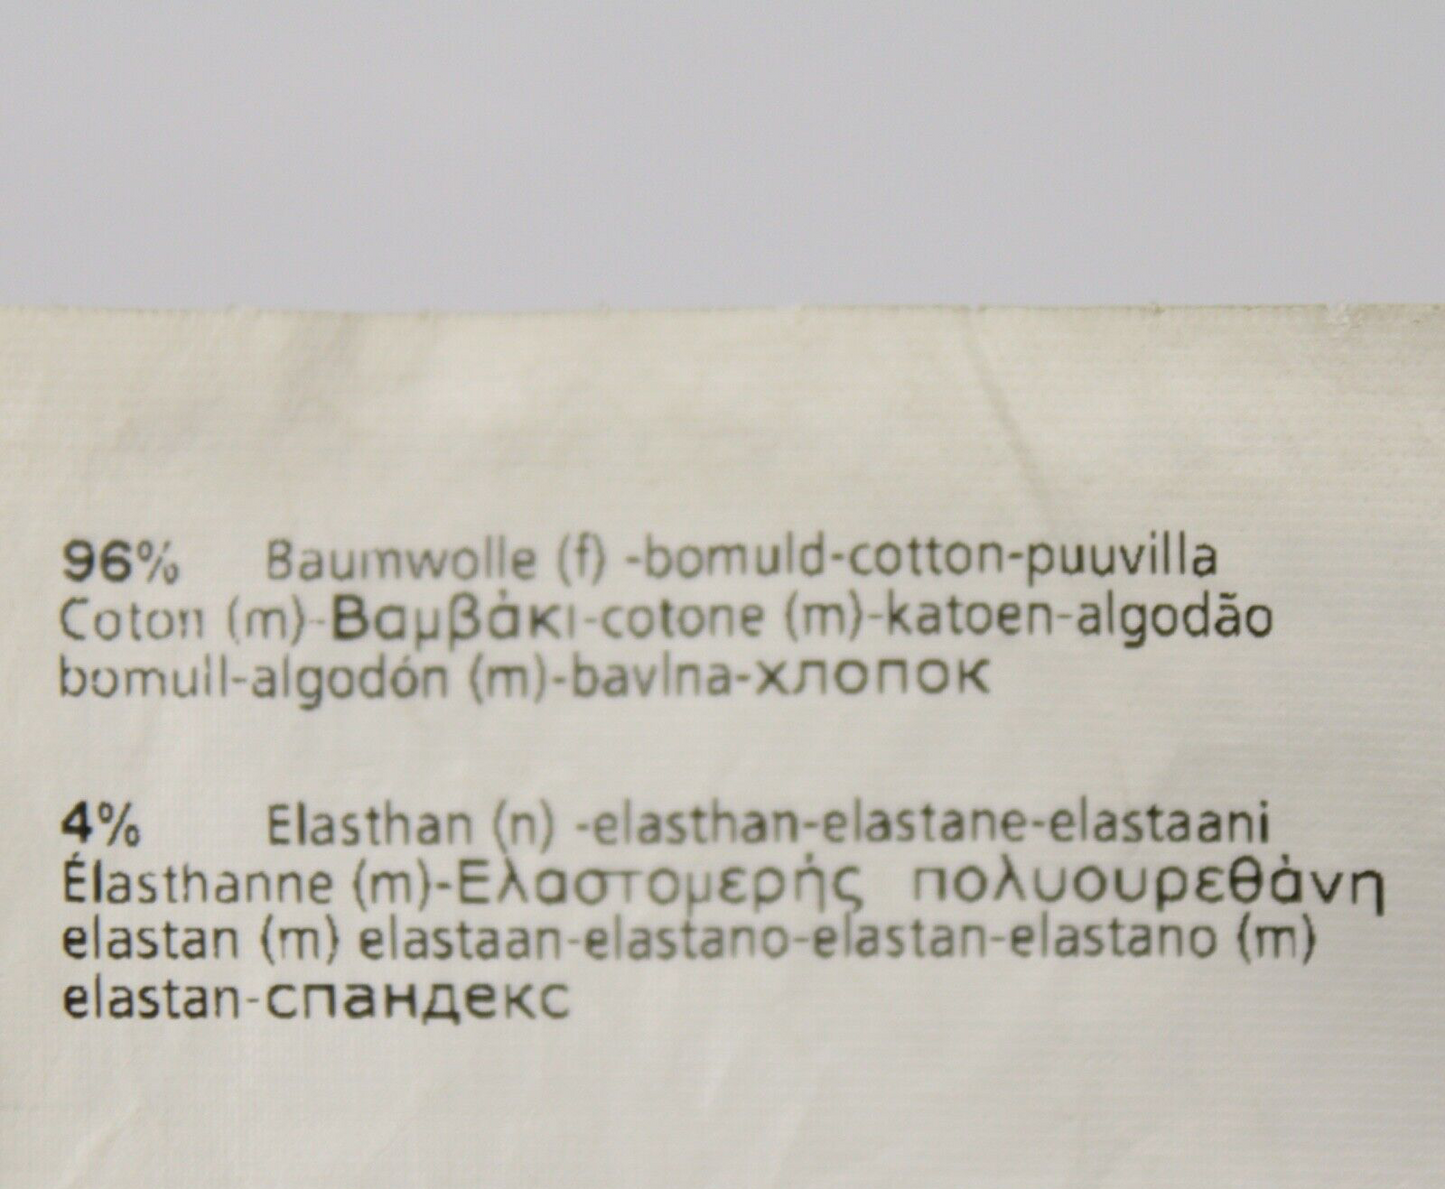 96% Baumwolle (f) -bomuld-cotton-puuvilla
Coton (m)-Βαμβάκι-cotone (m)-katoen-algodão
bomull-algodón (m)-bavlna-хлопок
4% Elasthan (n) -elasthan-elastane-elastaani
Élasthanne (m)-Ελαστομερής πολυουρεθάνη
elastan (m) elastaan-elastano-elastan-elastano (m)
elastan-спандекс